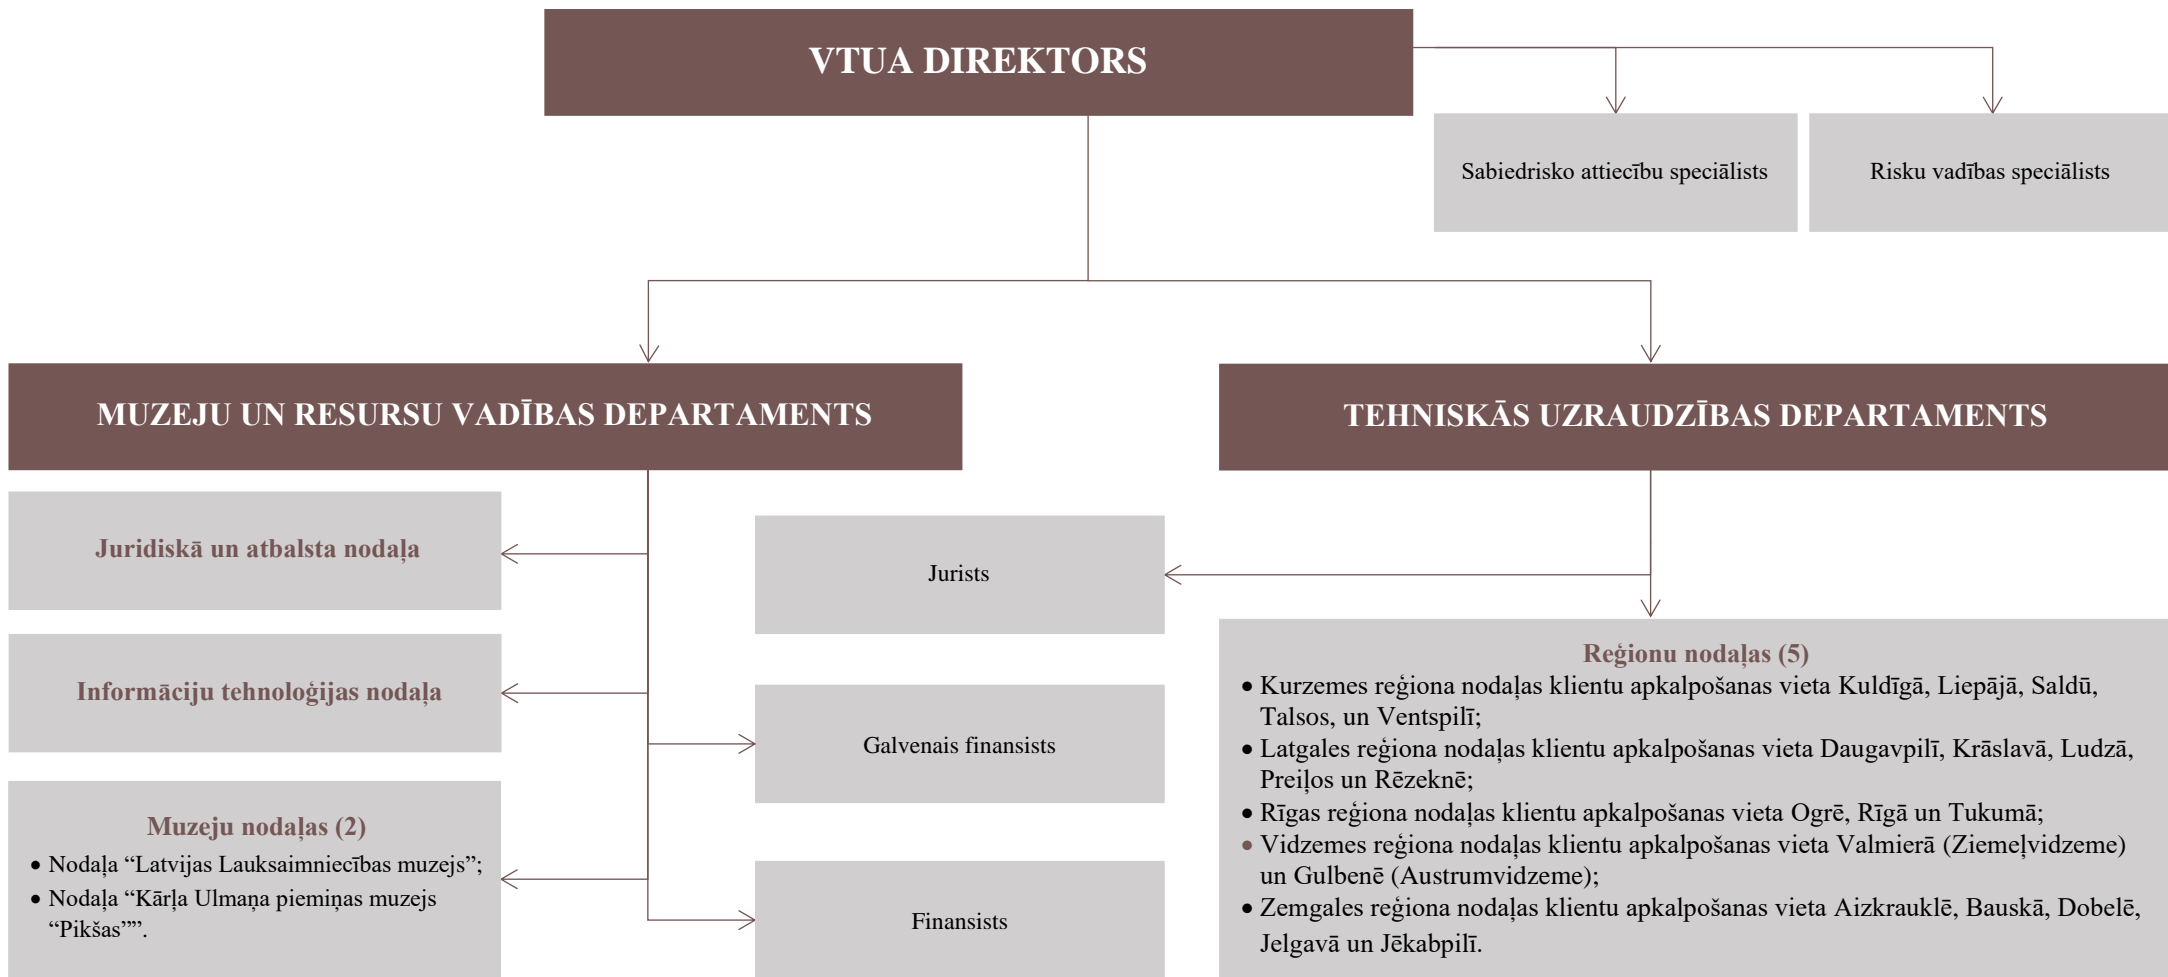 VTUA DIREKTORS
Sabiedrisko attiecību speciālists
Risku vadības speciālists
MUZEJU UN RESURSU VADĪBAS DEPARTAMENTS
TEHNISKĀS UZRAUDZĪBAS DEPARTAMENTS
Juridiskā un atbalsta nodaļa
Informāciju tehnoloģijas nodaļa
Muzeju nodaļas (2)
• Nodaļa “Latvijas Lauksaimniecības muzejs”;
• Nodaļa “Kārļa Ulmaņa piemiņas muzejs
“Pikšas””.
Jurists
Galvenais finansists
Finansists
Reģionu nodaļas (5)
• Kurzemes reģiona nodaļas klientu apkalpošanas vieta Kuldīgā, Liepājā, Saldū,
Talsos, un Ventspilī;
• Latgales reģiona nodaļas klientu apkalpošanas vieta Daugavpilī, Krāslavā, Ludzā,
Preiļos un Rēzeknē;
• Rīgas reģiona nodaļas klientu apkalpošanas vieta Ogrē, Rīgā un Tukumā;
• Vidzemes reģiona nodaļas klientu apkalpošanas vieta Valmierā (Ziemeļvidzeme)
un Gulbenē (Austrumvidzeme);
• Zemgales reģiona nodaļas klientu apkalpošanas vieta Aizkrauklē, Bauskā, Dobelē,
Jelgavā un Jēkabpilī.